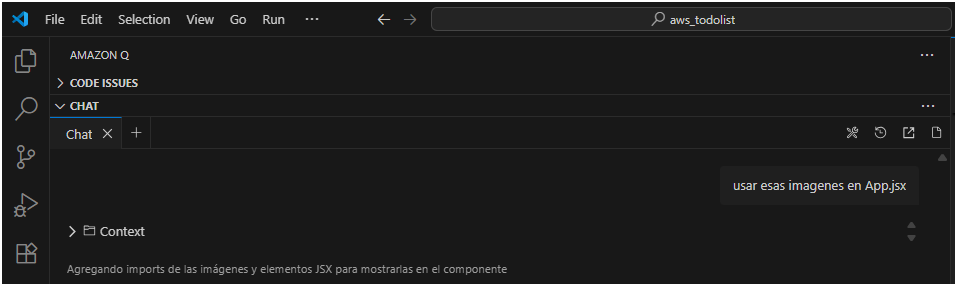 File Edit Selection View Go Run ... aws_todolist
AMAZON Q ...
CODE ISSUES
CHAT ...
Chat
usar esas imagenes en App.jsx
Context
Agregando imports de las imágenes y elementos JSX para mostrarlas en el componente